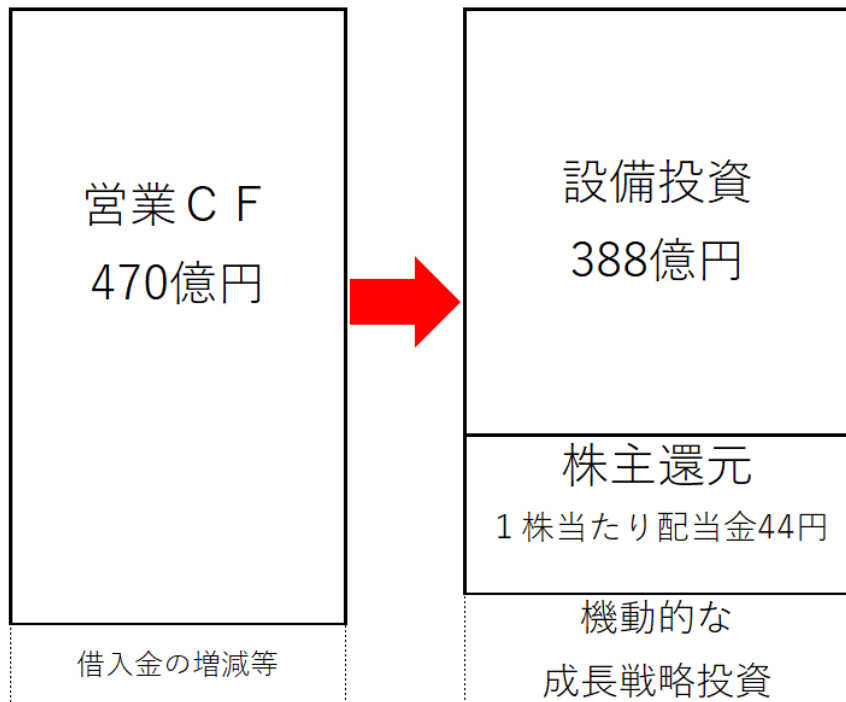 営業ＣＦ
470億円
借入金の増減等
設備投資
388億円
株主還元
１株当たり配当金44円
機動的な
成長戦略投資